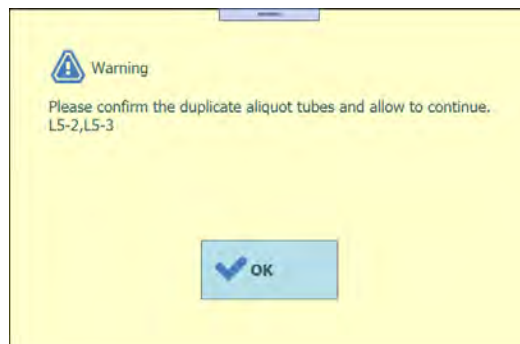 Warning
Please confirm the duplicate aliquot tubes and allow to continue.
L5-2,L5-3
OK